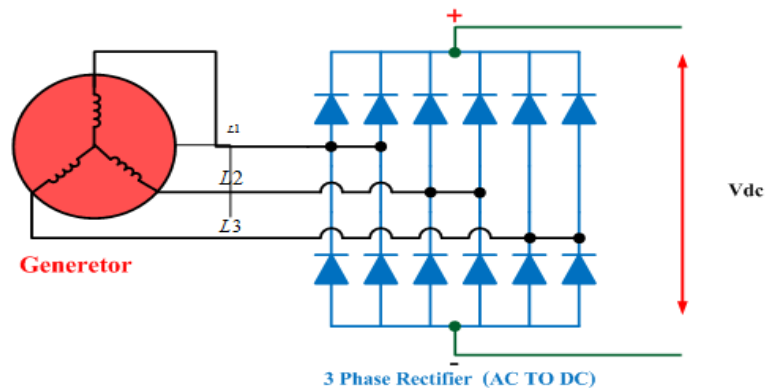 +
L1
L2
L3
Vdc
Generetor
-
3 Phase Rectifier (AC TO DC)